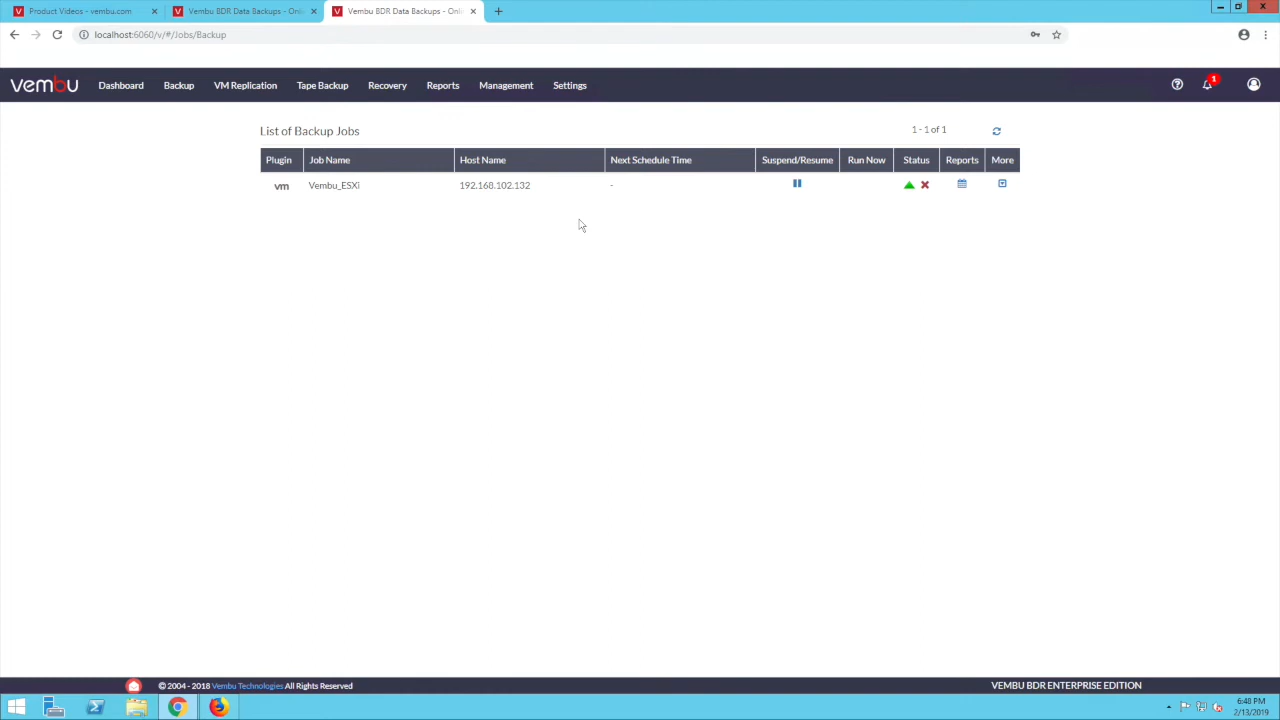 Product Videos - vembu.com
Vembu BDR Data Backups - Onli
Vembu BDR Data Backups - Onli
localhost:6060/v/#/Jobs/Backup
vembu Dashboard Backup VM Replication Tape Backup Recovery Reports Management Settings 1
List of Backup Jobs 1 - 1 of 1
Plugin Job Name Host Name Next Schedule Time Suspend/Resume Run Now Status Reports More
vm Vembu_ESXi 192.168.102.132 -
© 2004 - 2018 Vembu Technologies All Rights Reserved VEMBU BDR ENTERPRISE EDITION
6:48 PM
2/13/2019